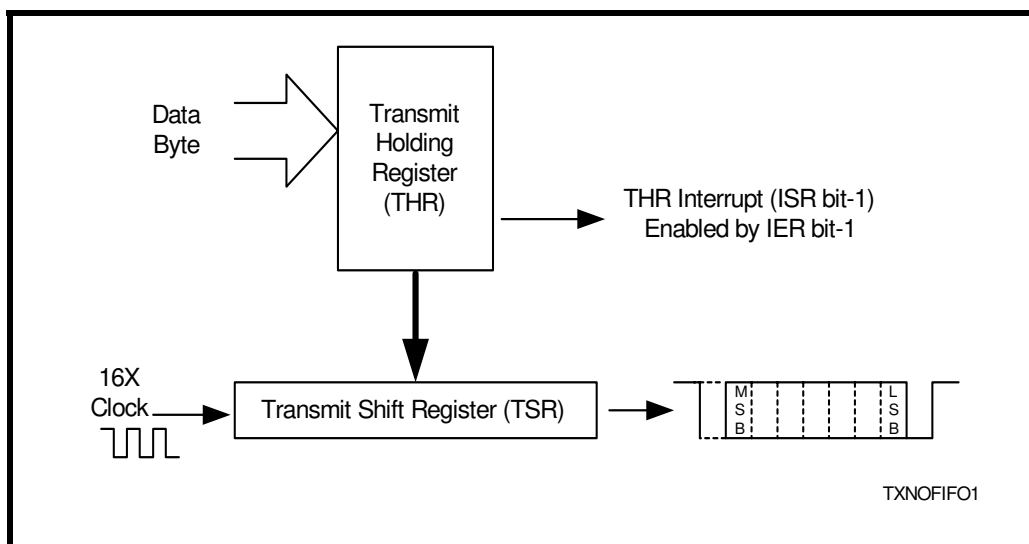 Data
Byte
Transmit
Holding
Register
(THR)
THR Interrupt (ISR bit-1)
Enabled by IER bit-1
16X
Clock
Transmit Shift Register (TSR)
M
S
B
L
S
B
TXNOFIFO1